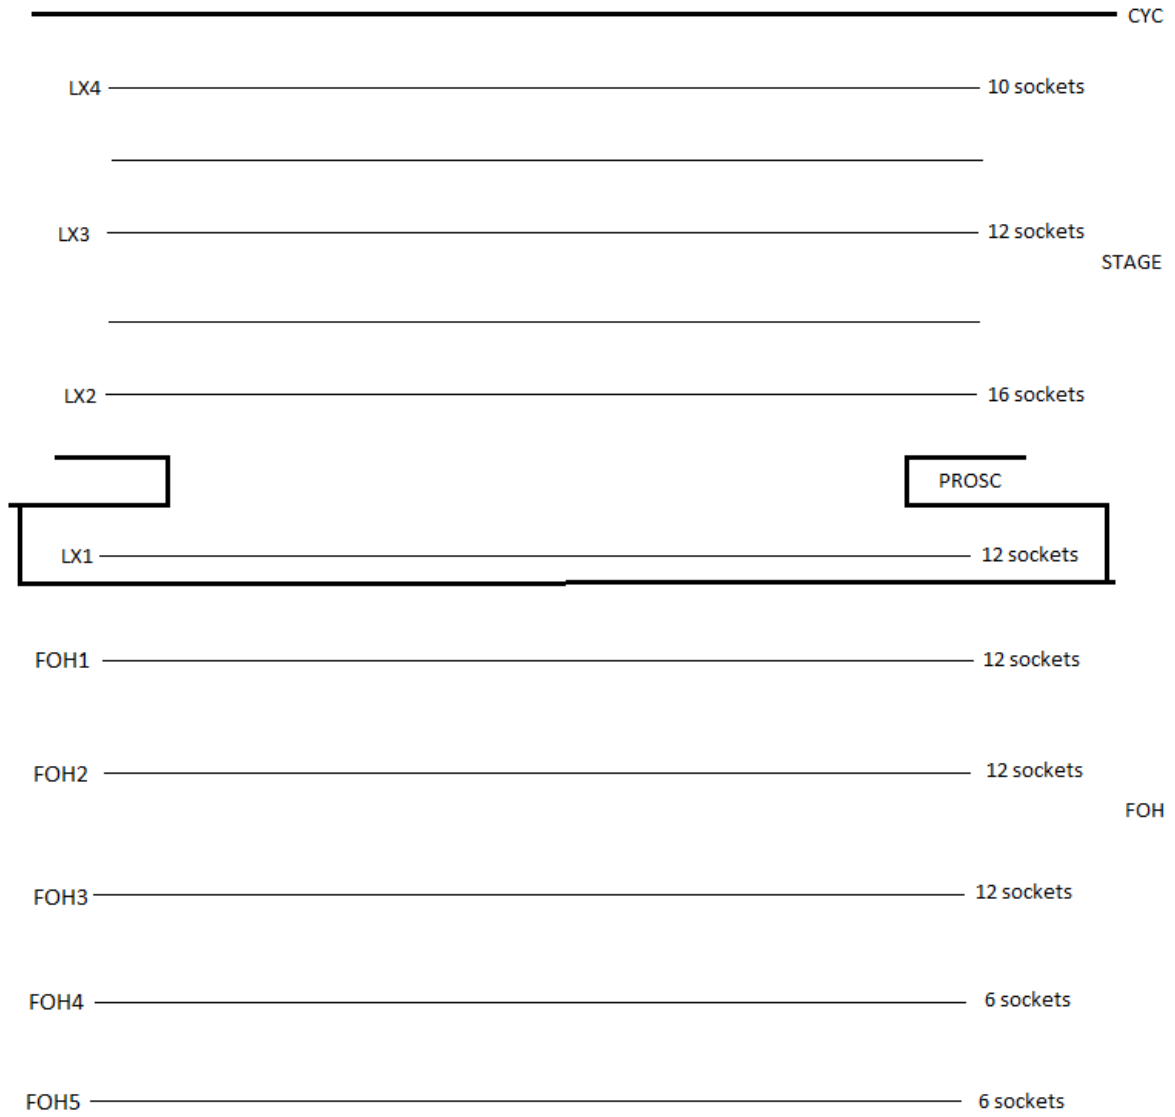 CYC
LX4 10 sockets
LX3 12 sockets
STAGE
LX2 16 sockets
PROSC
LX1 12 sockets
FOH1 12 sockets
FOH2 12 sockets
FOH
FOH3 12 sockets
FOH4 6 sockets
FOH5 6 sockets